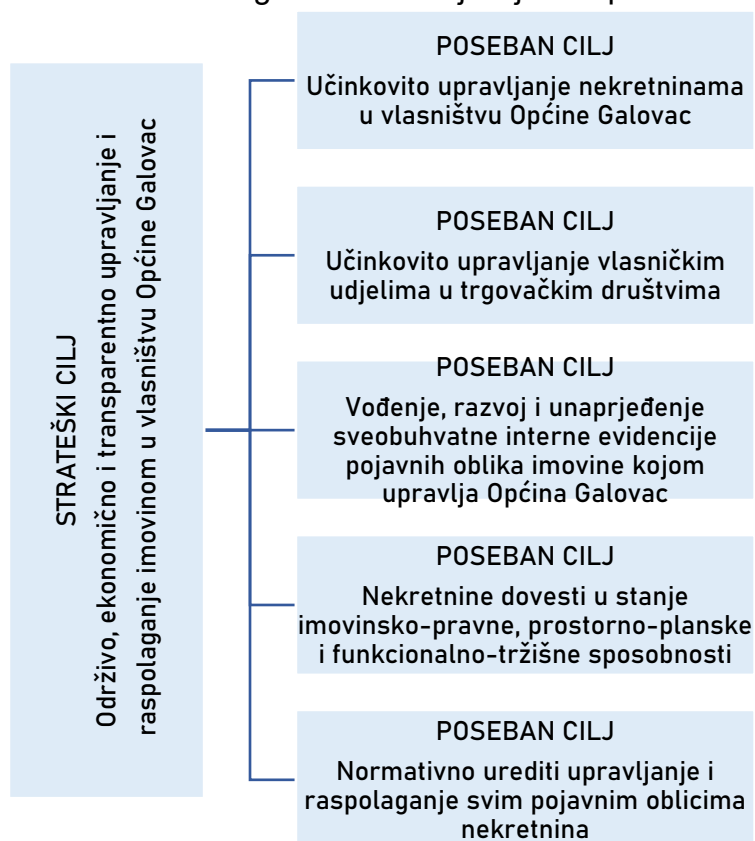 STRATEŠKI CILJ
Održivo, ekonomično i transparentno upravljanje i
raspolaganje imovinom u vlasništvu Općine Galovac
POSEBAN CILJ
Učinkovito upravljanje nekretninama
u vlasništvu Općine Galovac
POSEBAN CILJ
Učinkovito upravljanje vlasničkim
udjelima u trgovačkim društvima
POSEBAN CILJ
Vođenje, razvoj i unaprjeđenje
sveobuhvatne interne evidencije
pojavnih oblika imovine kojom
upravlja Općina Galovac
POSEBAN CILJ
Nekretnine dovesti u stanje
imovinsko-pravne, prostorno-planske
i funkcionalno-tržišne sposobnosti
POSEBAN CILJ
Normativno urediti upravljanje i
raspolaganje svim pojavnim oblicima
nekretnina